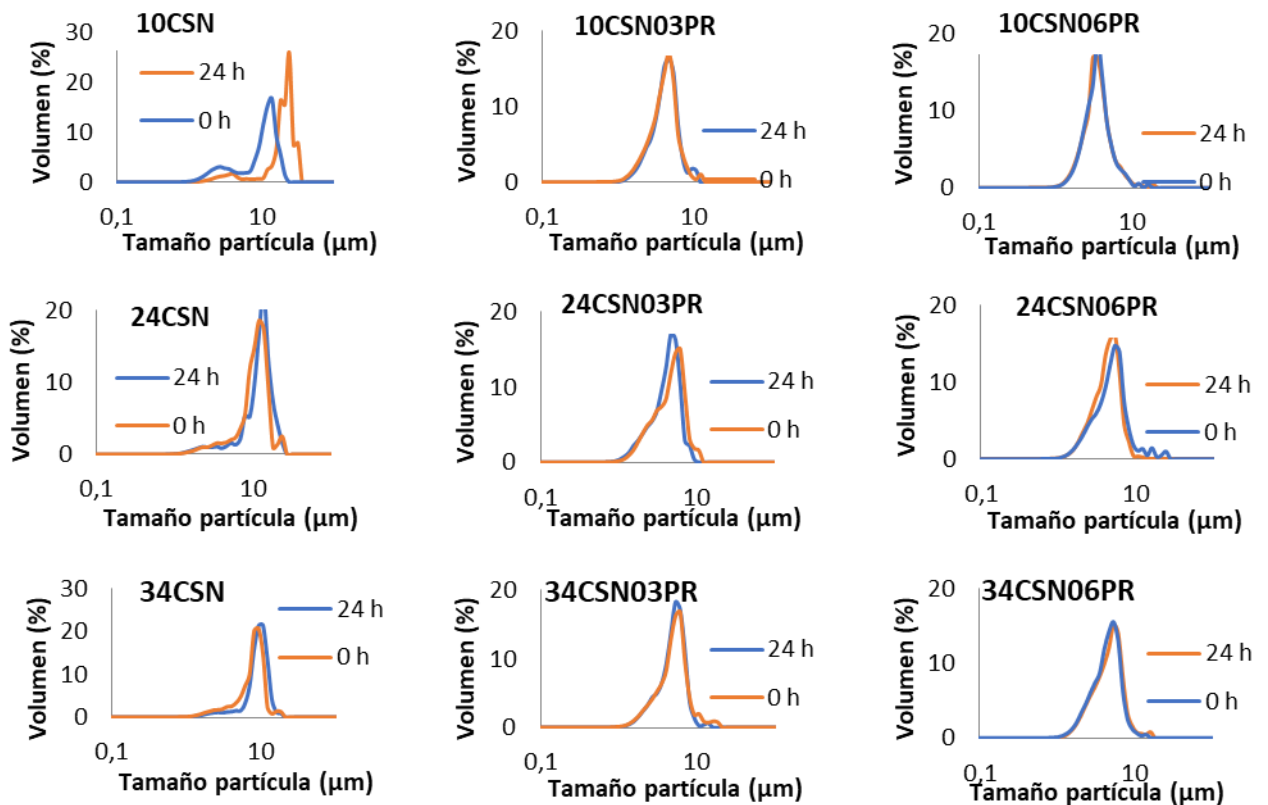 10CSN
Volumen (%)
30
20
10
0
24 h
0 h
0,1
10
Tamaño partícula (µm)
10CSN03PR
Volumen (%)
20
10
0
24 h
0 h
0,1
10
Tamaño partícula (µm)
10CSN06PR
Volumen (%)
20
10
0
24 h
0 h
0,1
10
Tamaño partícula (µm)
24CSN
Volumen (%)
20
10
0
24 h
0 h
0,1
10
Tamaño partícula (µm)
24CSN03PR
Volumen (%)
20
10
0
24 h
0 h
0,1
10
Tamaño partícula (µm)
24CSN06PR
Volumen (%)
20
10
0
24 h
0 h
0,1
10
Tamaño partícula (µm)
34CSN
Volumen (%)
30
20
10
0
24 h
0 h
0,1
10
Tamaño partícula (µm)
34CSN03PR
Volumen (%)
20
10
0
24 h
0 h
0,1
10
Tamaño partícula (µm)
34CSN06PR
Volumen (%)
20
10
0
24 h
0 h
0,1
10
Tamaño partícula (µm)